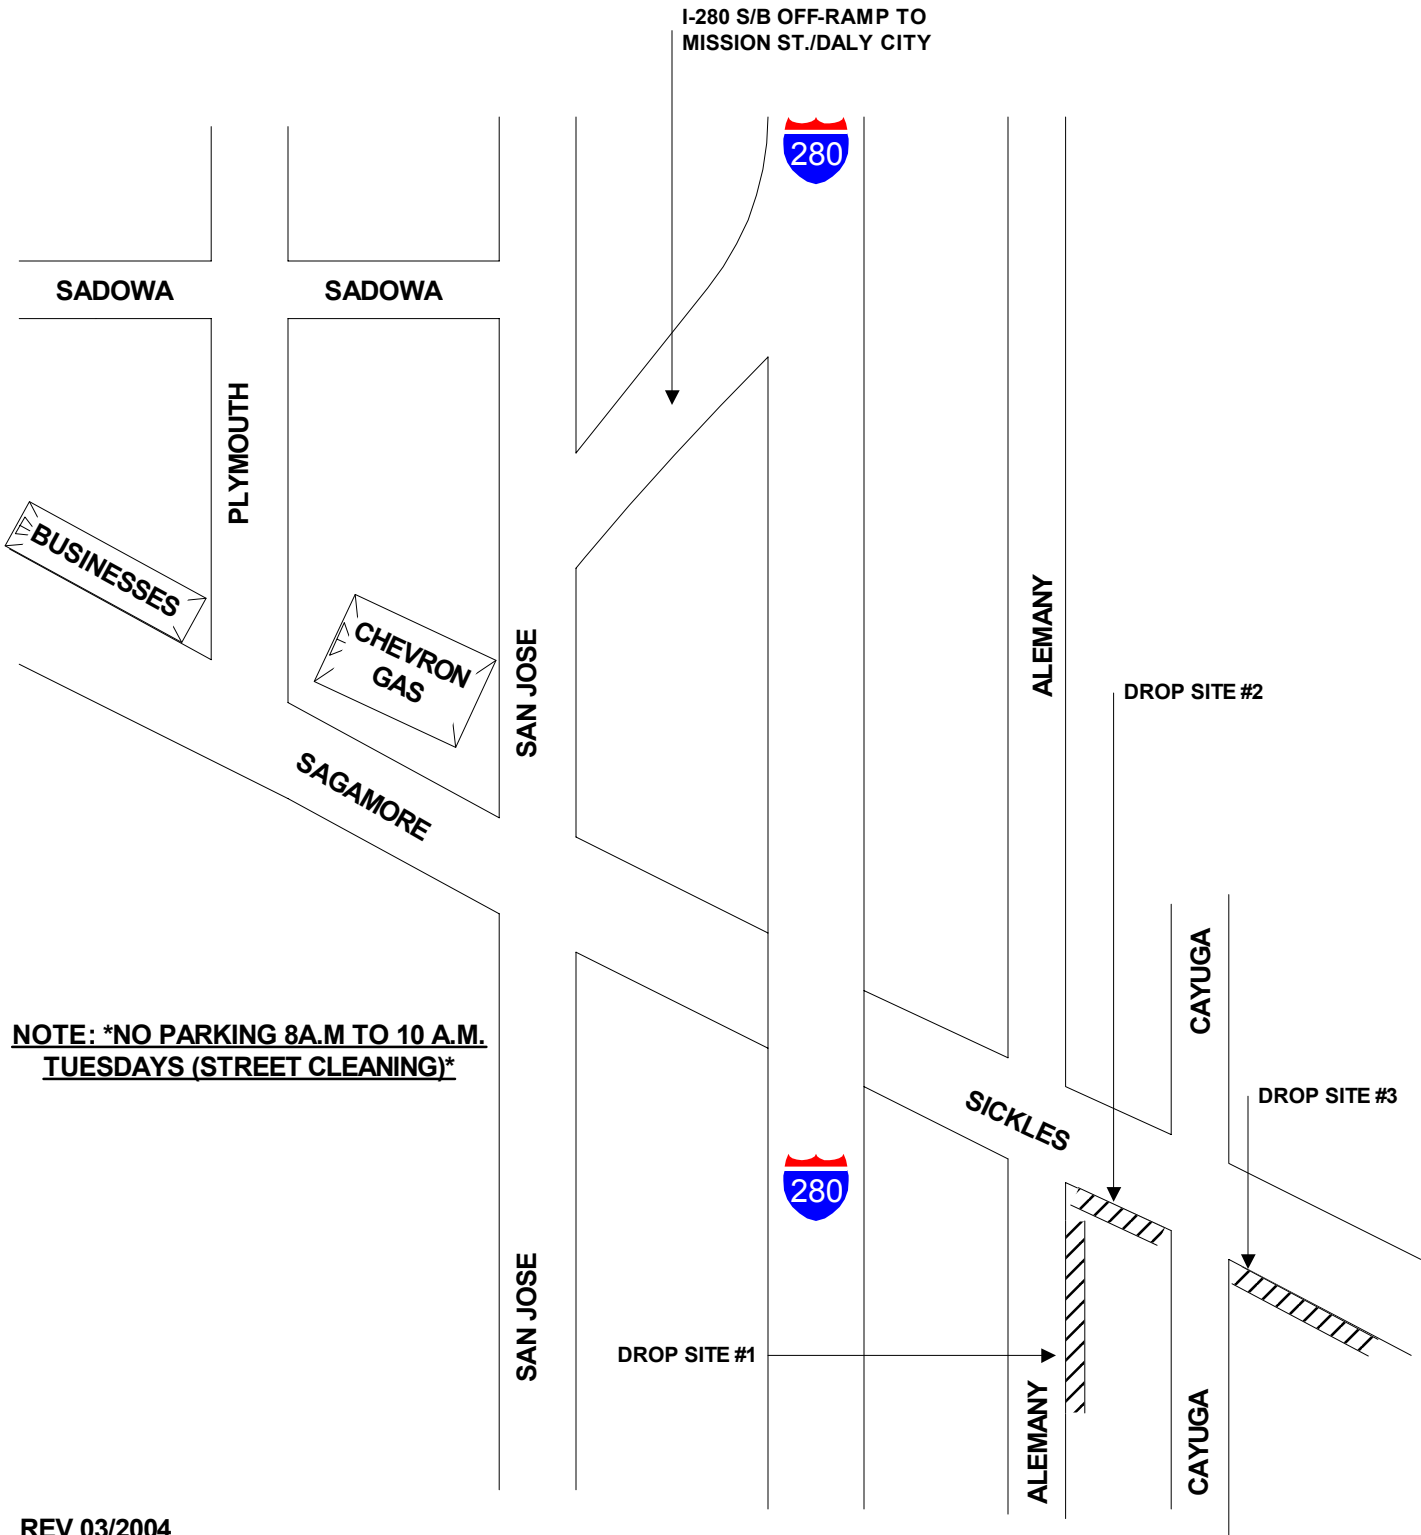 I-280 S/B OFF-RAMP TO
MISSION ST./DALY CITY
280
SADOWA
SADOWA
PLYMOUTH
BUSINESSES
CHEVRON
GAS
SAN JOSE
ALEMANY
DROP SITE #2
SAGAMORE
CAYUGA
NOTE: *NO PARKING 8A.M TO 10 A.M.
TUESDAYS (STREET CLEANING)*
SICKLES
DROP SITE #3
280
SAN JOSE
DROP SITE #1
ALEMANY
CAYUGA
REV 03/2004